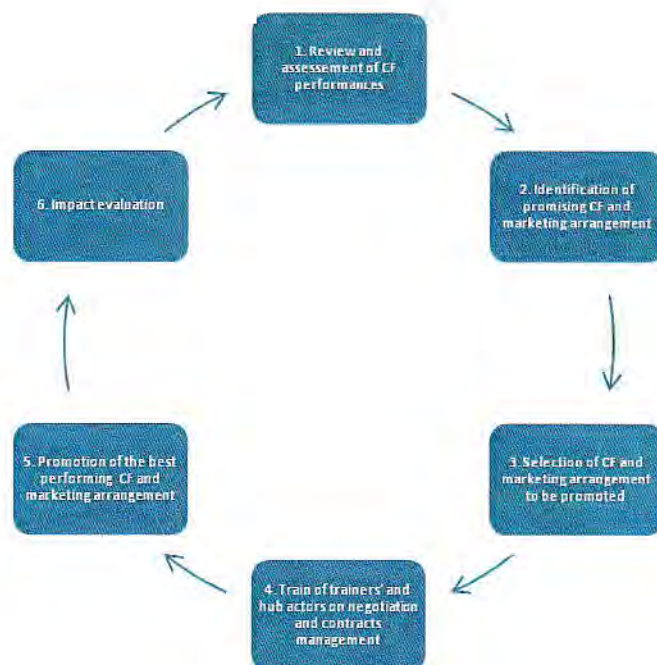 1. Review and
assessement of CF
performances
2. Identification of
promising CF and
marketing arrangement
3. Selection of CF and
marketing arrangement
to be promoted
4. Train of trainers' and
hub actors on negotiation
and contracts
management
5. Promotion of the best
performing CF and
marketing arrangement
6. Impact evaluation